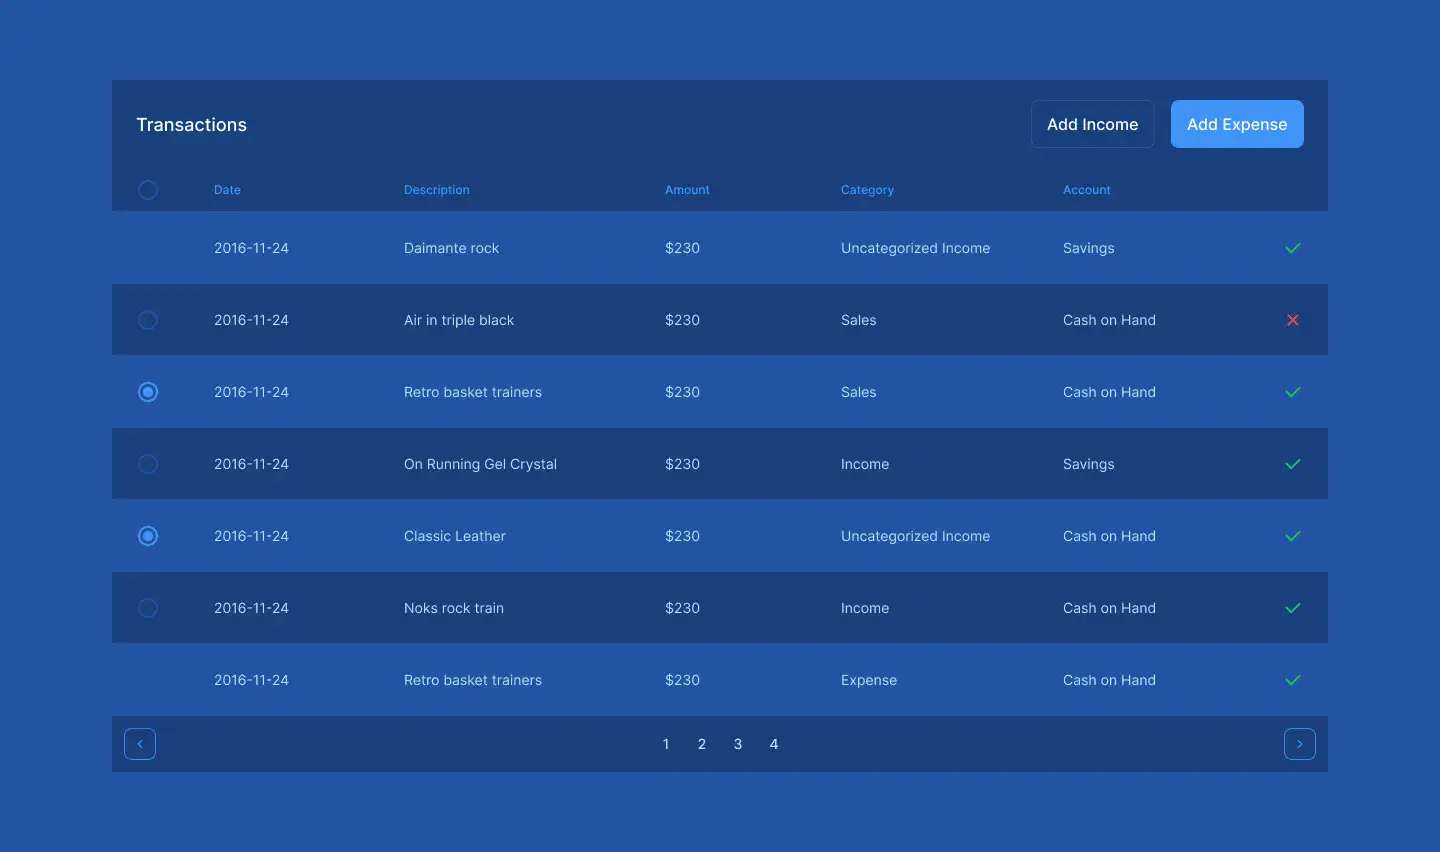 Transactions Add Income Add Expense
Date Description Amount Category Account
2016-11-24 Daimante rock $230 Uncategorized Income Savings
2016-11-24 Air in triple black $230 Sales Cash on Hand
2016-11-24 Retro basket trainers $230 Sales Cash on Hand
2016-11-24 On Running Gel Crystal $230 Income Savings
2016-11-24 Classic Leather $230 Uncategorized Income Cash on Hand
2016-11-24 Noks rock train $230 Income Cash on Hand
2016-11-24 Retro basket trainers $230 Expense Cash on Hand
1 2 3 4